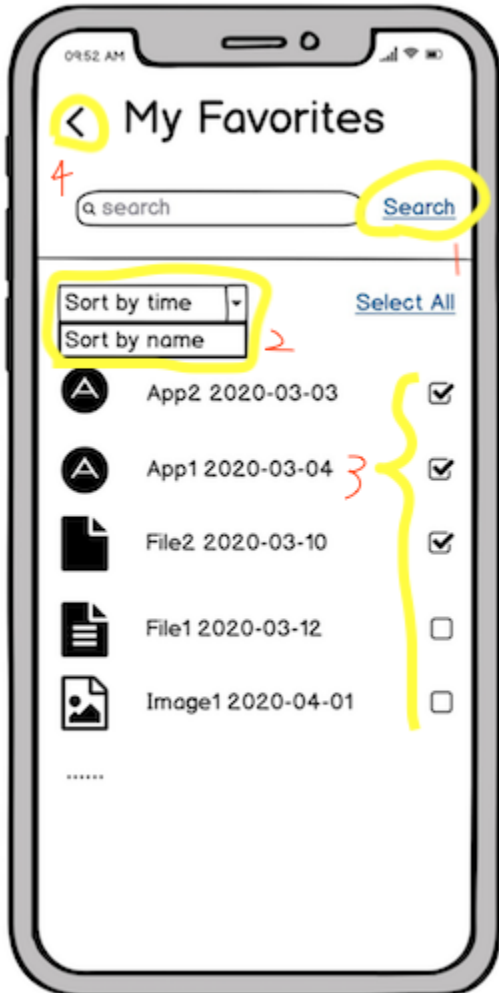 09:52 AM
My Favorites
4
search Search
1
Sort by time Select All
Sort by name 2
App2 2020-03-03
App1 2020-03-04 3
File2 2020-03-10
File1 2020-03-12
Image1 2020-04-01
......